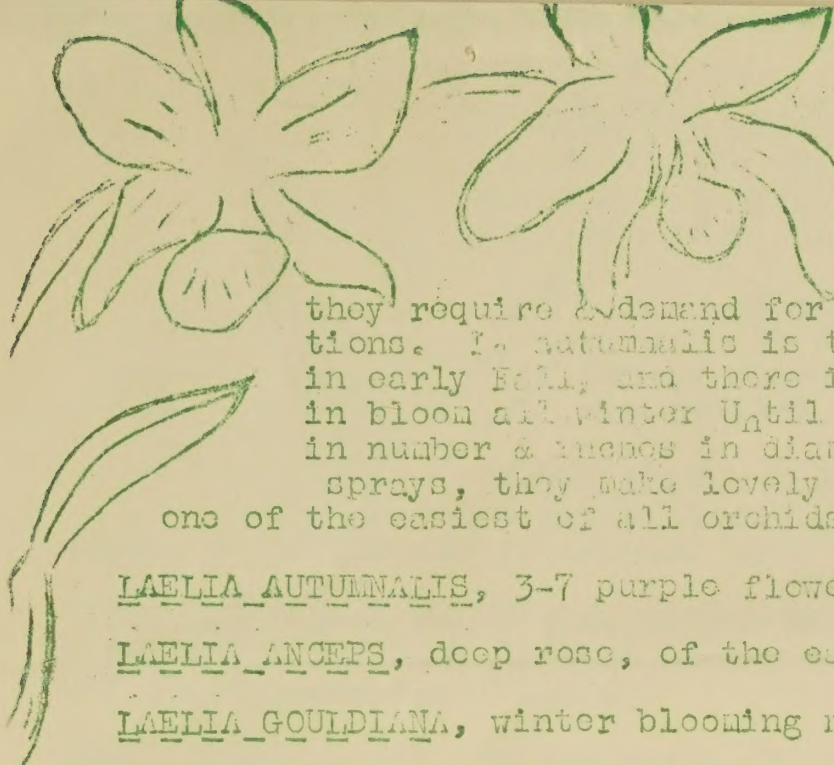 they require & demand for
tions. L. autumnalis is t
in early Fall, and there i
in bloom all winter Until
in number & inches in diam
sprays, they make lovely
one of the easiest of all orchids
LAELIA AUTUMNALIS, 3-7 purple flowe
LAELIA ANCEPS, deep rose, of the ea
LAELIA GOULDIANA, winter blooming